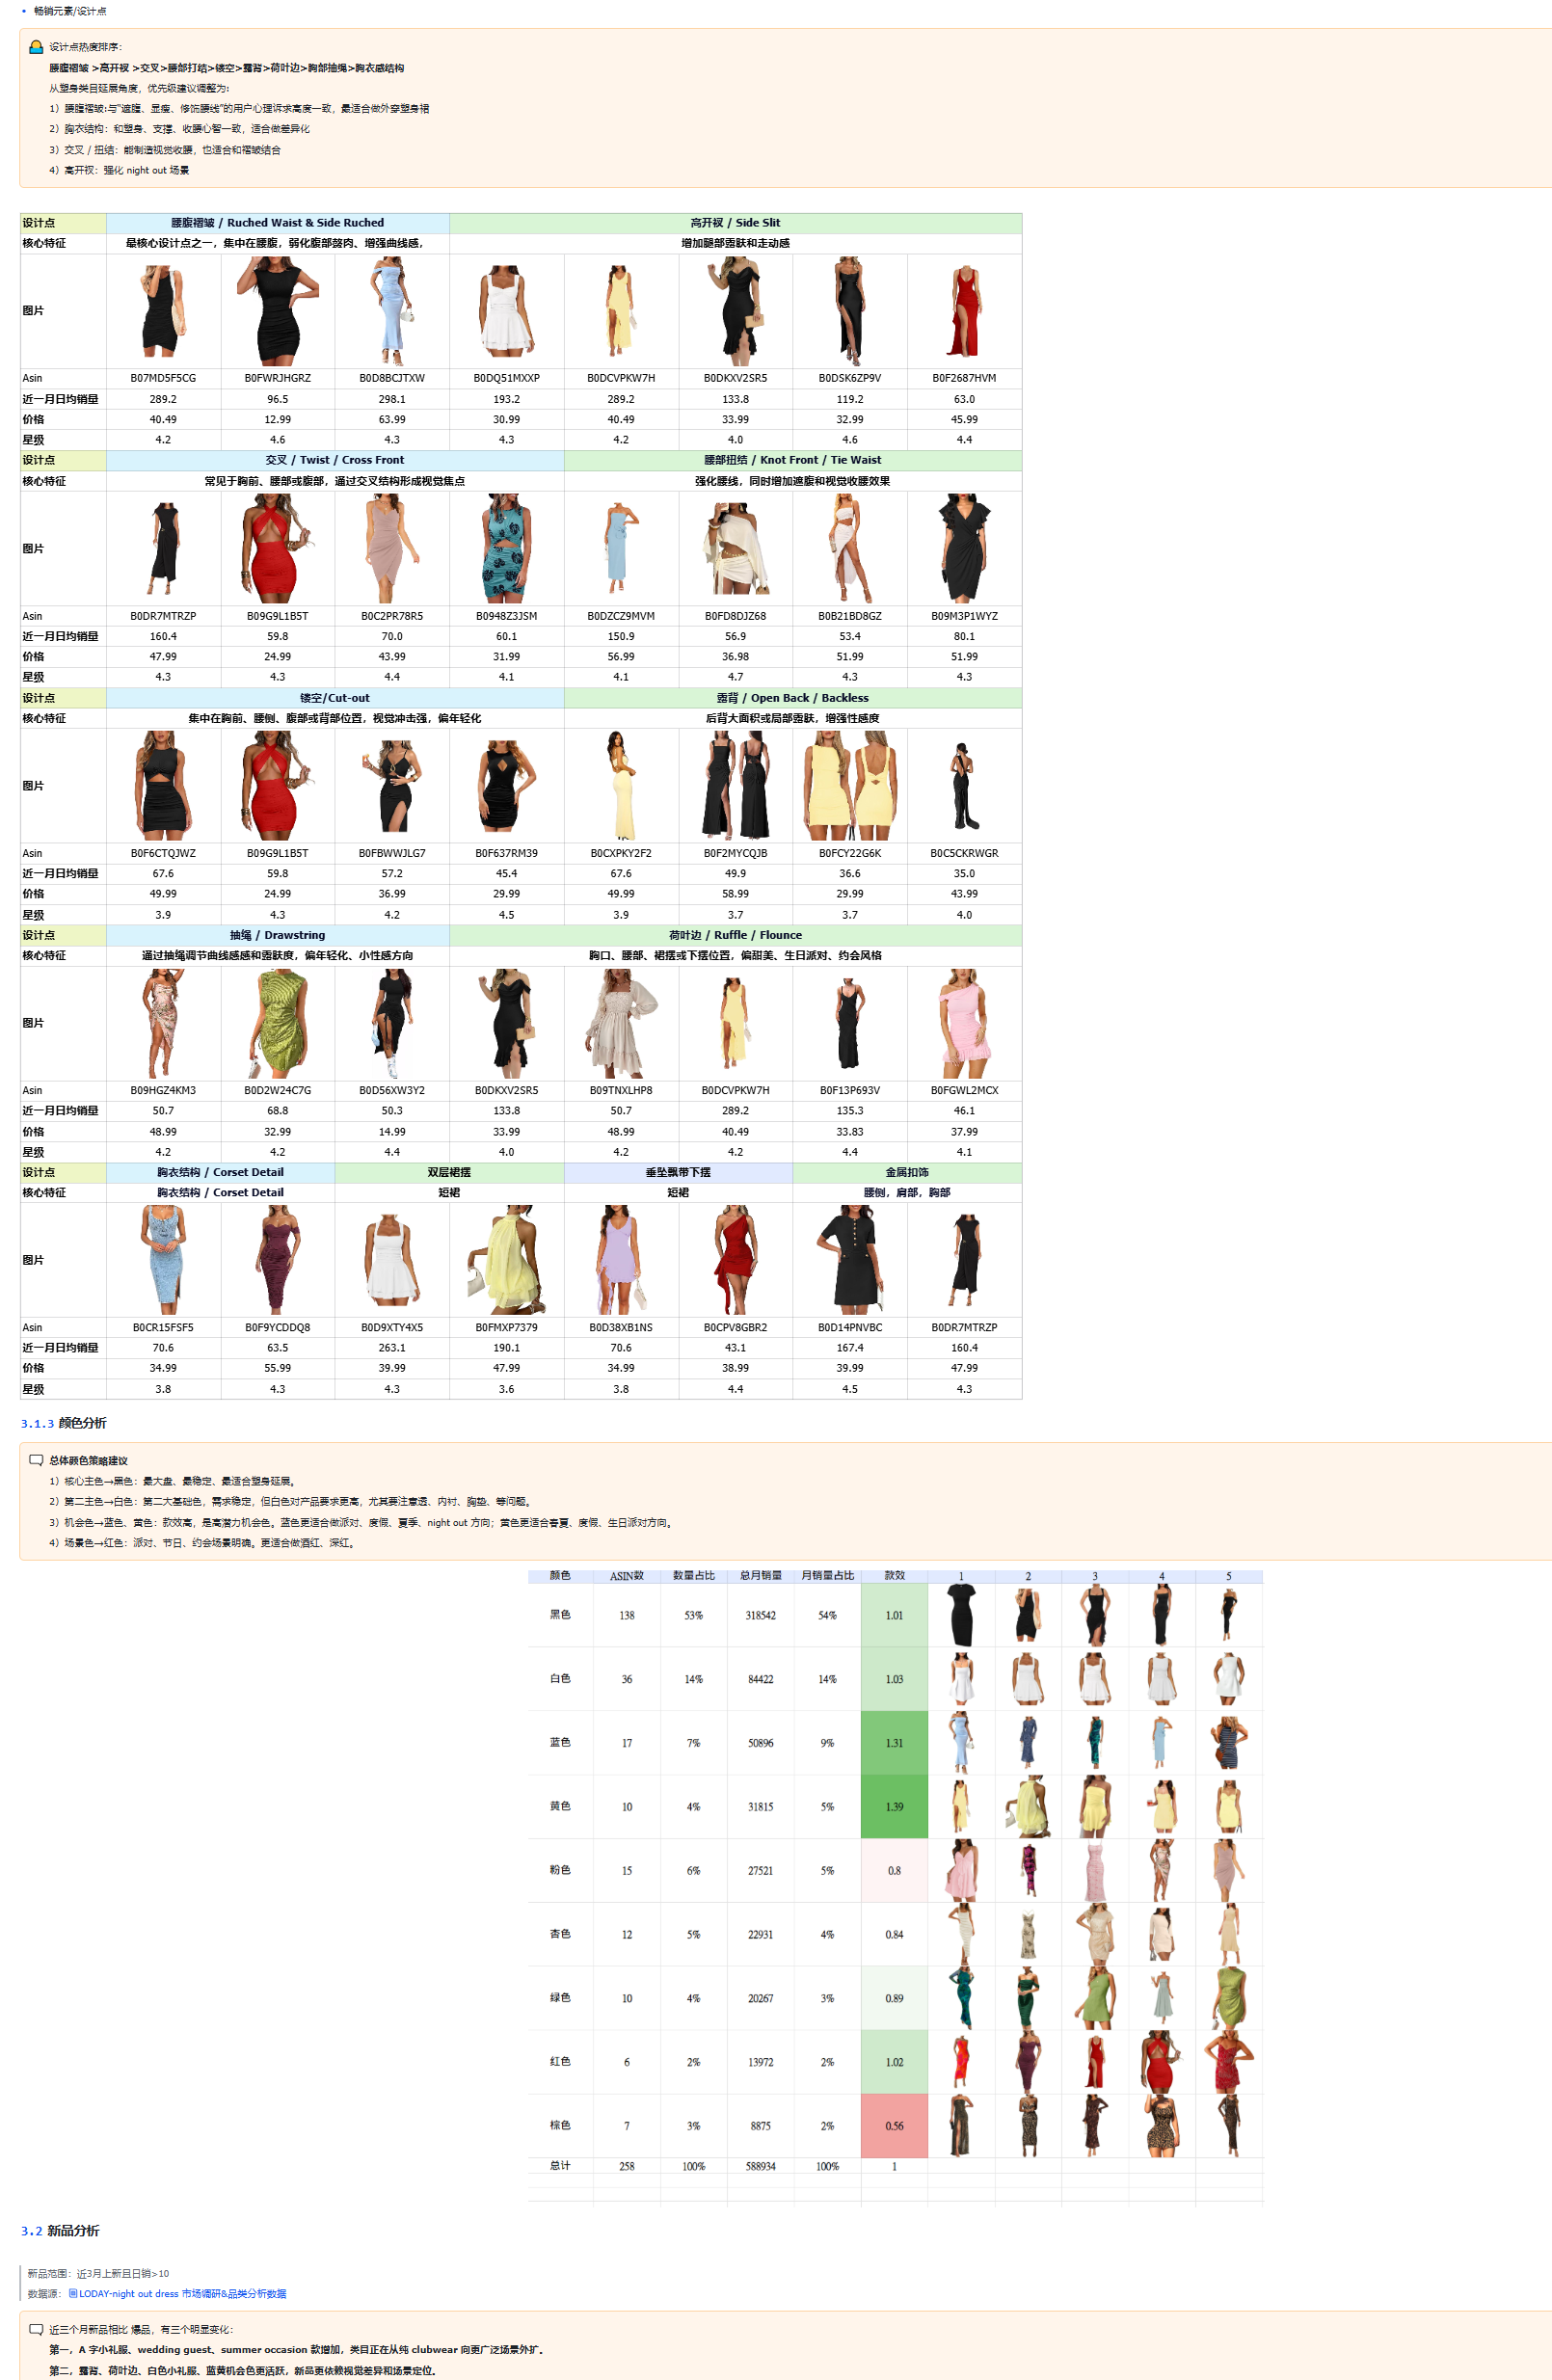 畅销元素/设计点
设计点热度排序：
腰腹褶皱 >高开衩 >交叉>腰部打结>镂空>露背>荷叶边>胸部抽绳>胸衣感结构
从塑身类目延展角度，优先级建议调整为:
1）腰腹褶皱:与“遮腹、显瘦、修饰腰线”的用户心理诉求高度一致，最适合做外穿塑身裙
2）胸衣结构：和塑身、支撑、收腰心智一致，适合做差异化
3）交叉 / 扭结：能制造视觉收腰，也适合和褶皱结合
4）高开衩：强化 night out 场景
设计点 腰腹褶皱 / Ruched Waist & Side Ruched 高开衩 / Side Slit
核心特征 是核心设计点之一，集中在腰腹，弱化腹部赘肉、增强曲线感， 增加腿部露肤和走动感
图片
Asin B07MD5F5CG B0FWRJHGRZ B0D8BCJTXW B0DQ51MXXP B0DCVPKW7H B0DKXV2SR5 B0DSK6ZP9V B0F2687HVM
近一月日均销量 289.2 96.5 298.1 193.2 289.2 133.8 119.2 63.0
价格 40.49 12.99 63.99 30.99 40.49 33.99 32.99 45.99
星级 4.2 4.6 4.3 4.3 4.2 4.0 4.6 4.4
设计点 交叉 / Twist / Cross Front 腰部扭结 / Knot Front / Tie Waist
核心特征 常见于胸前、腰部或腹部，通过交叉结构形成视觉焦点 强化腰线，同时增加遮腹和视觉收腰效果
图片
Asin B0DR7MTRZP B09G9L1B5T B0C2PR78R5 B0948Z3JSM B0DZCZ9MVM B0FD8DJZ68 B0B21BD8GZ B09M3P1WYZ
近一月日均销量 160.4 59.8 70.0 60.1 150.9 56.9 53.4 80.1
价格 47.99 24.99 43.99 31.99 56.99 36.98 51.99 51.99
星级 4.3 4.3 4.4 4.1 4.1 4.7 4.3 4.3
设计点 镂空/Cut-out 露背 / Open Back / Backless
核心特征 集中在胸前、腰侧、腹部或背部位置，视觉冲击强，偏年轻化 后背大面积或局部露肤，增强性感度
图片
Asin B0F6CTQJWZ B09G9L1B5T B0FBWWJLG7 B0F637RM39 B0CXPKY2F2 B0F2MYCQJB B0FCY22G6K B0C5CKRWGR
近一月日均销量 67.6 59.8 57.2 45.4 67.6 49.9 36.6 35.0
价格 49.99 24.99 36.99 29.99 49.99 58.99 29.99 43.99
星级 3.9 4.3 4.2 4.5 3.9 3.7 3.7 4.0
设计点 抽绳 / Drawstring 荷叶边 / Ruffle / Flounce
核心特征 通过抽绳调节曲线感感和露肤度，偏年轻化、小性感方向 胸口、腰部、裙摆或下摆位置，偏甜美、生日派对、约会风格
图片
Asin B09HGZ4KM3 B0D2W24C7G B0D56XW3Y2 B0DKXV2SR5 B09TNXLHP8 B0DCVPKW7H B0F13P693V B0FGWL2MCX
近一月日均销量 50.7 68.8 50.3 133.8 50.7 289.2 135.3 46.1
价格 48.99 32.99 14.99 33.99 48.99 40.49 33.83 37.99
星级 4.2 4.2 4.4 4.0 4.2 4.2 4.4 4.1
设计点 胸衣结构 / Corset Detail 双层裙摆 垂坠飘带下摆 金属扣饰
核心特征 胸衣结构 / Corset Detail 短裙 短裙 腰侧，肩部，胸部
图片
Asin B0CR15FSF5 B0F9YCDDQ8 B0D9XTY4X5 B0FMXP7379 B0D38XB1NS B0CPV8GBR2 B0D14PNVBC B0DR7MTRZP
近一月日均销量 70.6 63.5 263.1 190.1 70.6 43.1 167.4 160.4
价格 34.99 55.99 39.99 47.99 34.99 38.99 39.99 47.99
星级 3.8 4.3 4.3 3.6 3.8 4.4 4.5 4.3
3.1.3 颜色分析
总体颜色策略建议
1）核心主色→黑色：最大盘、最稳定、最适合塑身延展。
2）第二主色→白色：第二大基础色，需求稳定，但白色对产品要求更高，尤其要注意透、内衬、胸垫、等问题。
3）机会色→蓝色、黄色：款效高，是高潜力机会色。蓝色更适合做派对、度假、夏季、night out 方向；黄色更适合春夏、度假、生日派对方向。
4）场景色→红色：派对、节日、约会场景明确。更适合做酒红、深红。
颜色 ASIN数 数量占比 总月销量 月销量占比 款效 1 2 3 4 5
黑色 138 53% 318542 54% 1.01
白色 36 14% 84422 14% 1.03
蓝色 17 7% 50896 9% 1.31
黄色 10 4% 31815 5% 1.39
粉色 15 6% 27521 5% 0.8
杏色 12 5% 22931 4% 0.84
绿色 10 4% 20267 3% 0.89
红色 6 2% 13972 2% 1.02
棕色 7 3% 8875 2% 0.56
总计 258 100% 588934 100% 1
3.2 新品分析
新品范围：近3月上新且日销>10
数据源： LODAY-night out dress 市场调研&品类分析数据
近三个月新品相比 爆品，有三个明显变化：
第一，A 字小礼服、wedding guest、summer occasion 款增加，类目正在从纯 clubwear 向更广泛场景外扩。
第二，露背、荷叶边、白色小礼服、蓝黄机会色更活跃，新品更依赖视觉差异和场景定位。